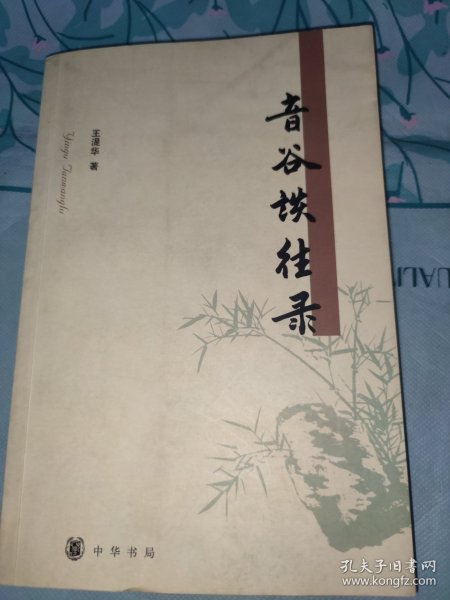 音谷谈往录
王湜华 著
Yingu Tanwanglu
中华书局
UALI
孔夫子旧书网
www.kongfz.com